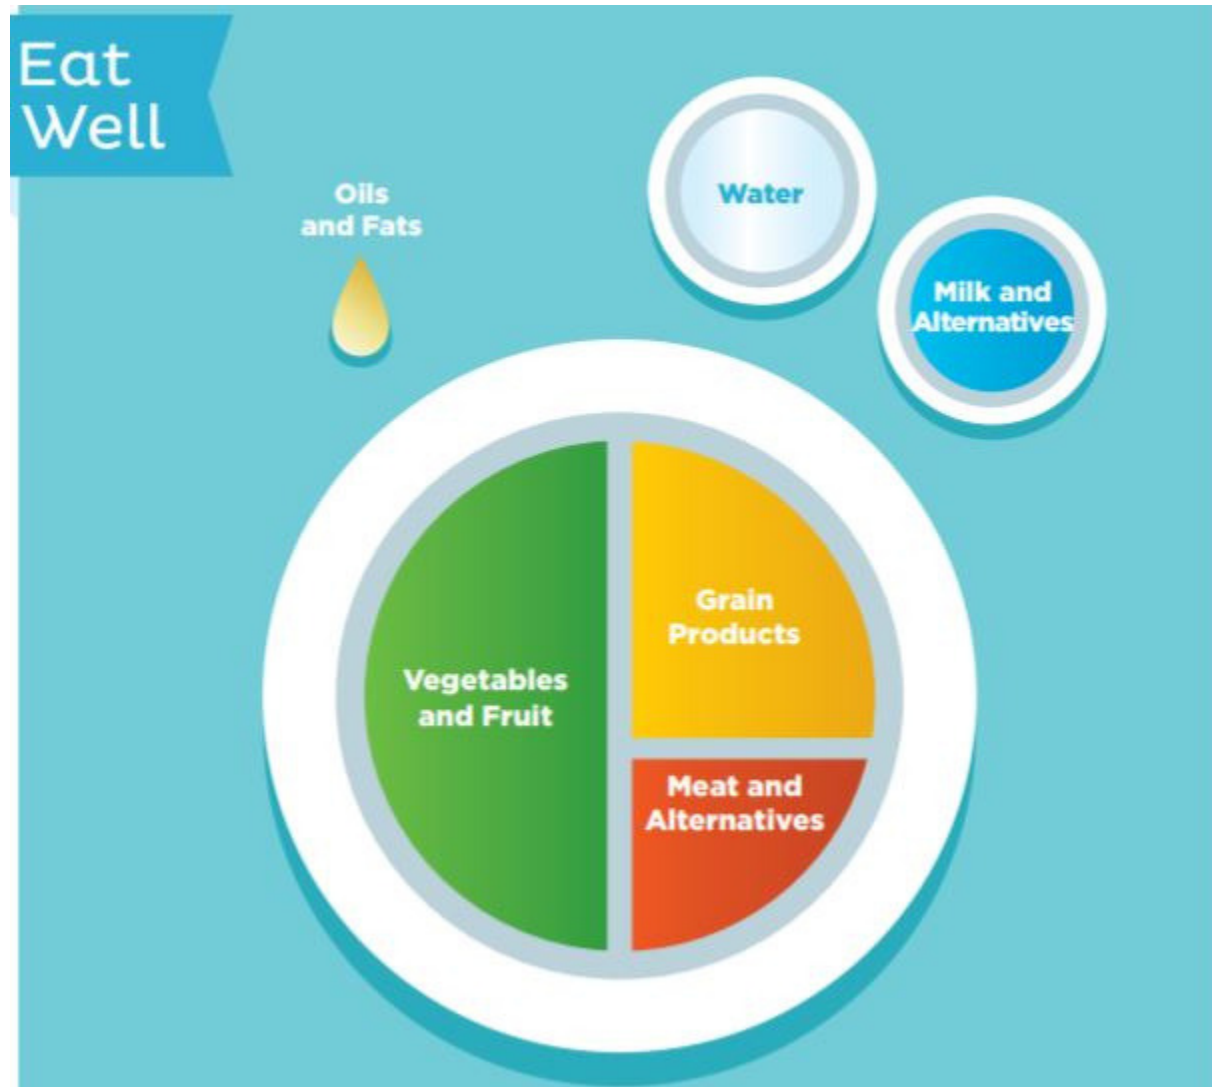 Eat
Well
Oils
and Fats
Water
Milk and
Alternatives
Grain
Products
Vegetables
and Fruit
Meat and
Alternatives